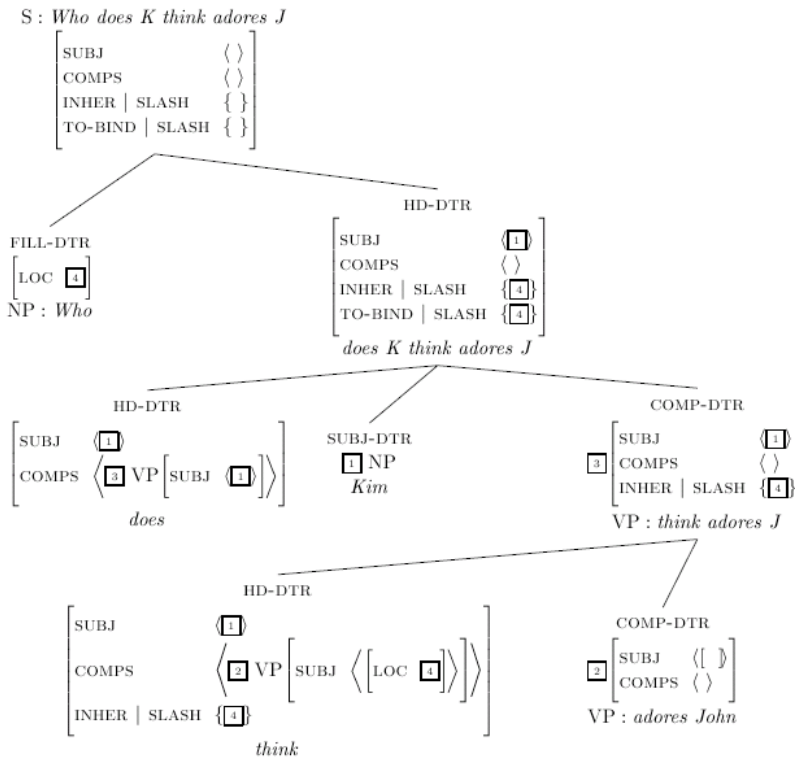 S : Who does K think adores J
SUBJ ⟨ ⟩
COMPS ⟨ ⟩
INHER | SLASH { }
TO-BIND | SLASH { }
HD-DTR
FILL-DTR
SUBJ ⟨1⟩
LOC 4
COMPS ⟨ ⟩
INHER | SLASH {4}
NP : Who
TO-BIND | SLASH {4}
does K think adores J
HD-DTR
COMP-DTR
SUBJ ⟨1⟩
SUBJ-DTR
SUBJ ⟨1⟩
COMPS ⟨3 VP[SUBJ ⟨1⟩]⟩
1 NP
3 COMPS ⟨ ⟩
Kim
INHER | SLASH {4}
does
VP : think adores J
HD-DTR
COMP-DTR
SUBJ ⟨1⟩
SUBJ ⟨[ ]⟩
COMPS ⟨2 VP[SUBJ ⟨[LOC 4]⟩]⟩
2 COMPS ⟨ ⟩
INHER | SLASH {4}
VP : adores John
think